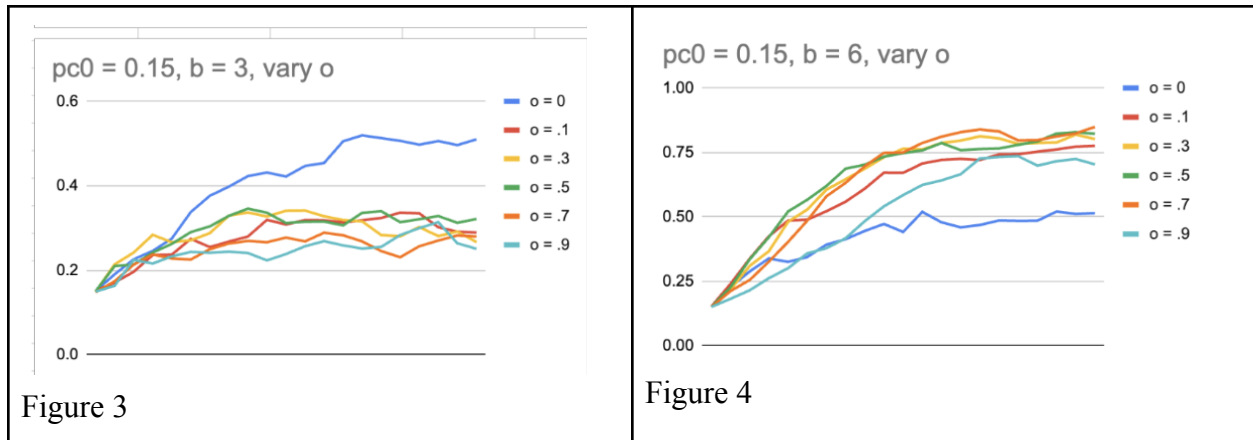 pc0 = 0.15, b = 3, vary o
0.6
0.4
0.2
0.0
o = 0
o = .1
o = .3
o = .5
o = .7
o = .9
Figure 3
pc0 = 0.15, b = 6, vary o
1.00
0.75
0.50
0.25
0.00
o = 0
o = .1
o = .3
o = .5
o = .7
o = .9
Figure 4